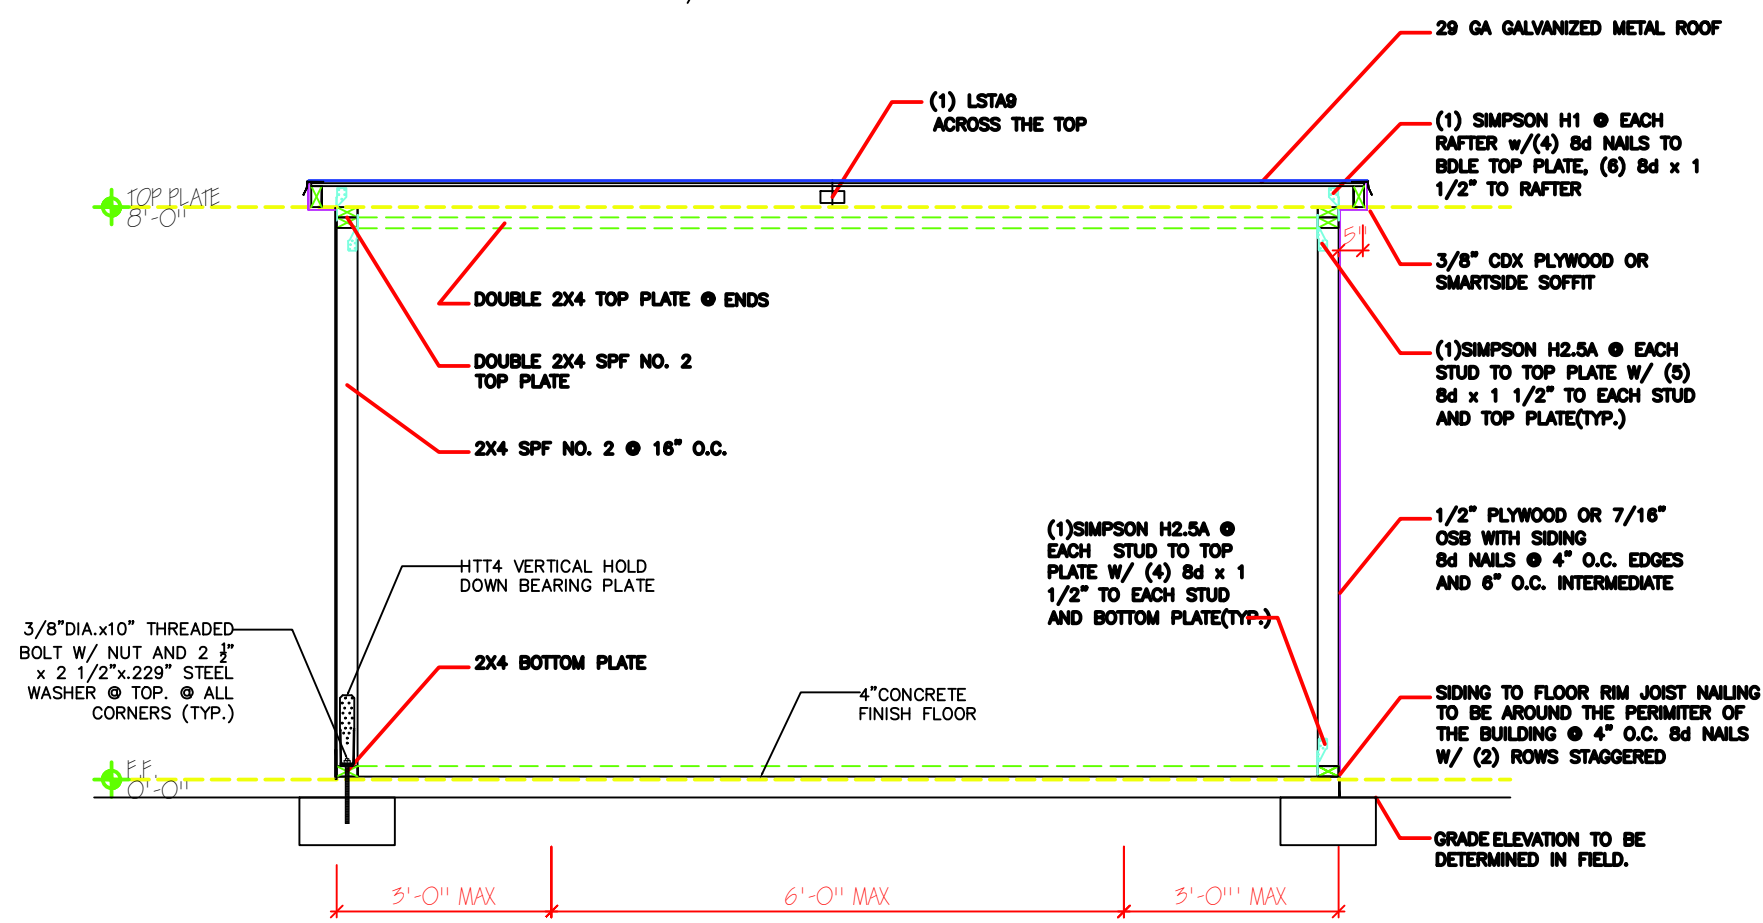 29 GA GALVANIZED METAL ROOF
(1) LSTA9
ACROSS THE TOP
(1) SIMPSON H1 @ EACH
RAFTER w/(4) 8d NAILS TO
BDLE TOP PLATE, (6) 8d x 1
1/2" TO RAFTER
TOP PLATE
8'-0"
5"
3/8" CDX PLYWOOD OR
SMARTSIDE SOFFIT
DOUBLE 2X4 TOP PLATE @ ENDS
DOUBLE 2X4 SPF NO. 2
TOP PLATE
(1)SIMPSON H2.5A @ EACH
STUD TO TOP PLATE W/ (5)
8d x 1 1/2" TO EACH STUD
AND TOP PLATE(TYP.)
2X4 SPF NO. 2 @ 16" O.C.
(1)SIMPSON H2.5A @
EACH STUD TO TOP
PLATE W/ (4) 8d x 1
1/2" TO EACH STUD
AND BOTTOM PLATE(TYP.)
1/2" PLYWOOD OR 7/16"
OSB WITH SIDING
8d NAILS @ 4" O.C. EDGES
AND 6" O.C. INTERMEDIATE
HTT4 VERTICAL HOLD
DOWN BEARING PLATE
3/8"DIA.x10" THREADED
BOLT W/ NUT AND 2 1/2"
x 2 1/2"x.229" STEEL
WASHER @ TOP. @ ALL
CORNERS (TYP.)
2X4 BOTTOM PLATE
4"CONCRETE
FINISH FLOOR
SIDING TO FLOOR RIM JOIST NAILING
TO BE AROUND THE PERIMITER OF
THE BUILDING @ 4" O.C. 8d NAILS
W/ (2) ROWS STAGGERED
F.F.
0'-0"
GRADE ELEVATION TO BE
DETERMINED IN FIELD.
3'-0" MAX
6'-0" MAX
3'-0"' MAX